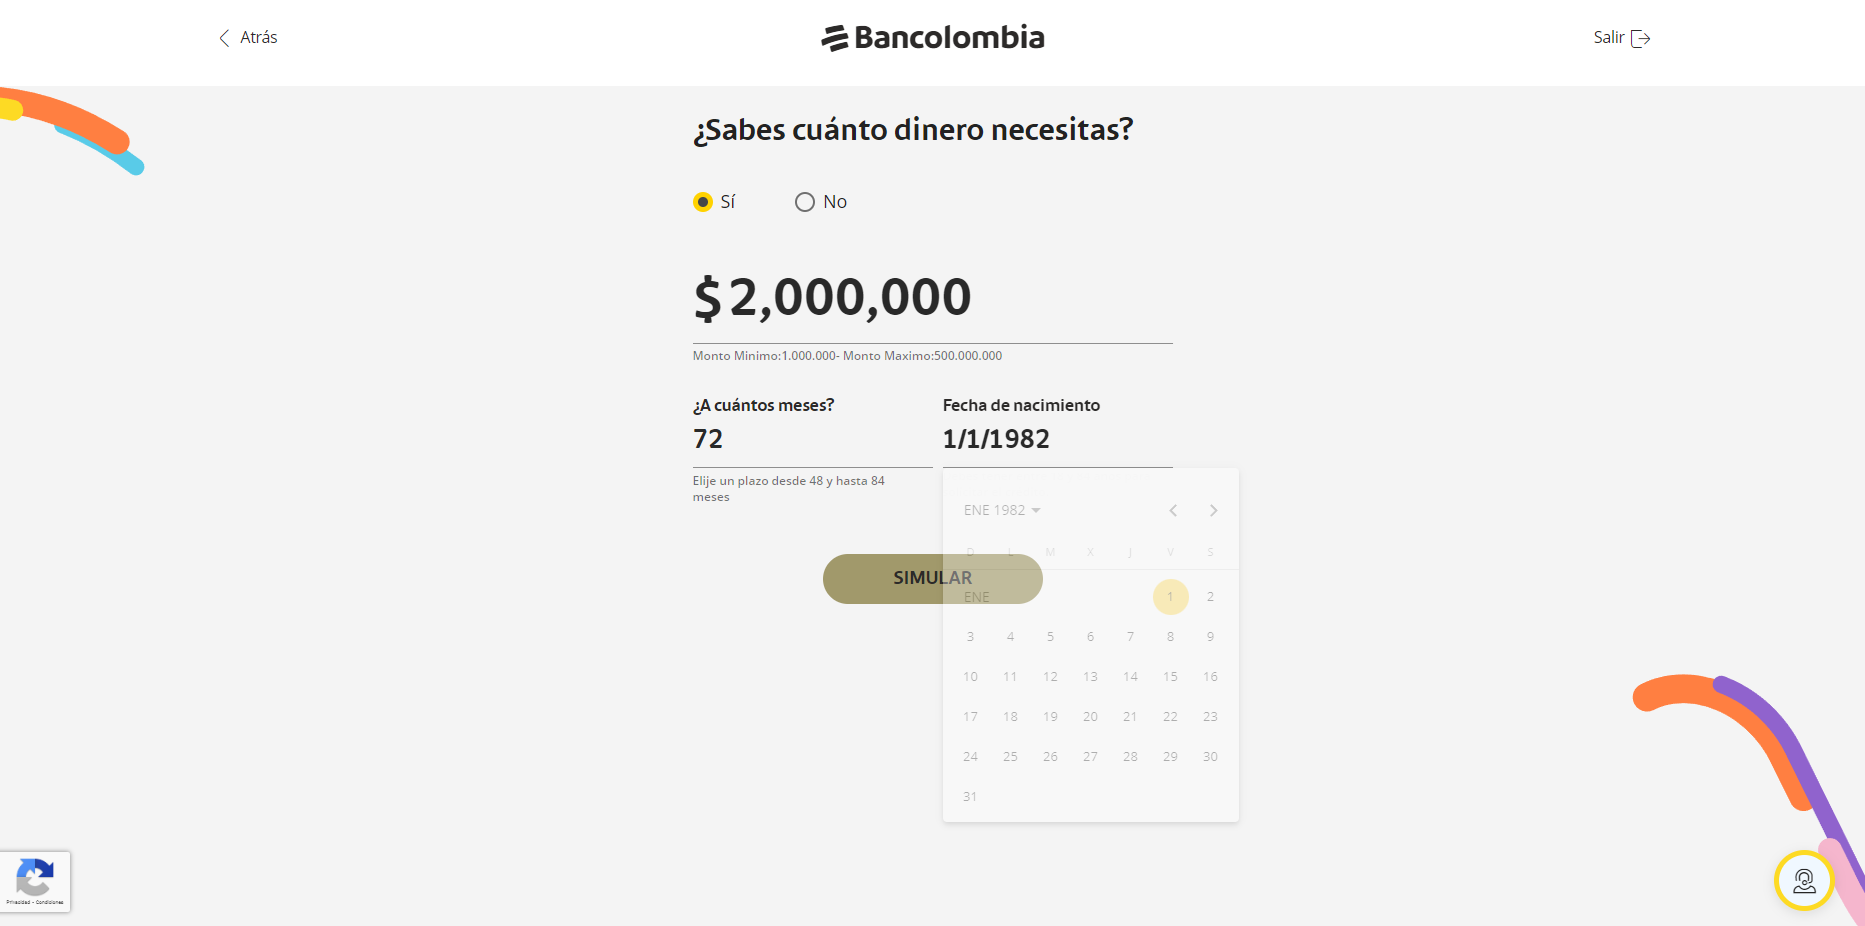 Atrás
Bancolombia
Salir
¿Sabes cuánto dinero necesitas?
Sí No
$ 2,000,000
Monto Minimo:1.000.000- Monto Maximo:500.000.000
¿A cuántos meses? Fecha de nacimiento
72 1/1/1982
Elije un plazo desde 48 y hasta 84
meses
ENE 1982
D L M X J V S
SIMULAR
ENE 1 2
3 4 5 6 7 8 9
10 11 12 13 14 15 16
17 18 19 20 21 22 23
24 25 26 27 28 29 30
31
Privacidad - Condiciones